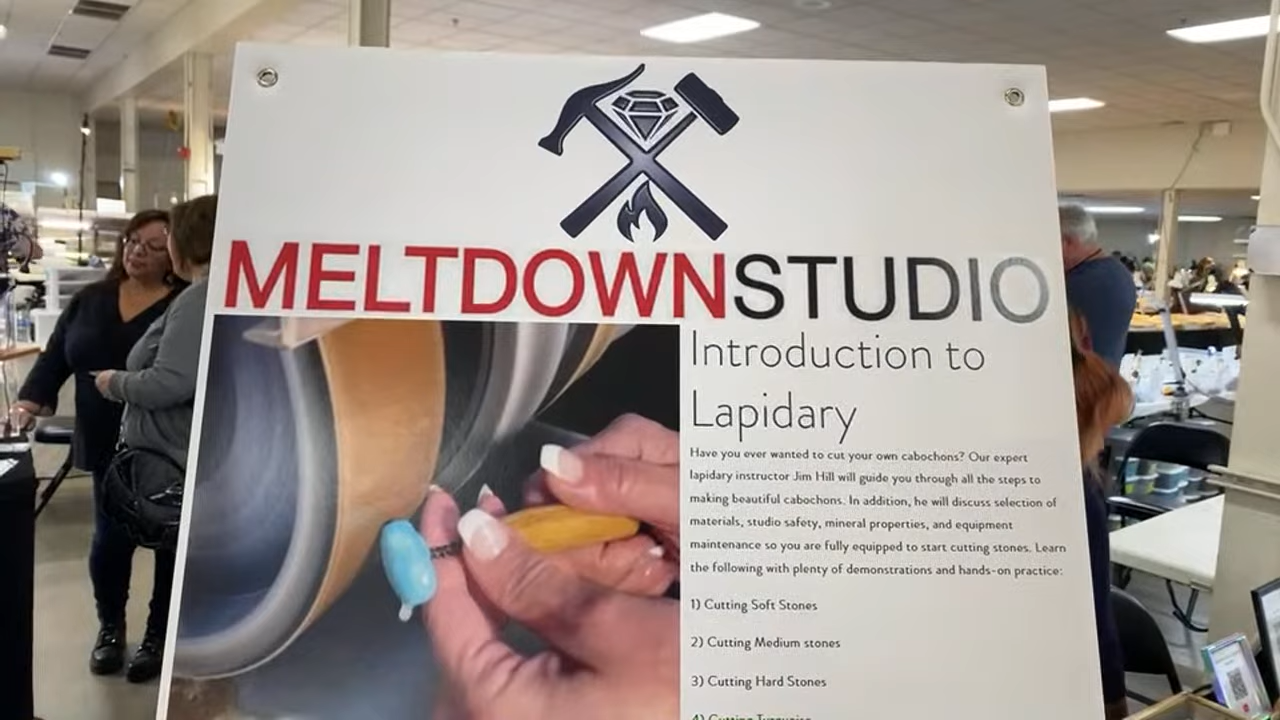 MELTDOWNSTUDIO
Introduction to
Lapidary
Have you ever wanted to cut your own cabochons? Our expert
lapidary instructor Jim Hill will guide you through all the steps to
making beautiful cabochons. In addition, he will discuss selection of
materials, studio safety, mineral properties, and equipment
maintenance so you are fully equipped to start cutting stones. Learn
the following with plenty of demonstrations and hands-on practice:
1) Cutting Soft Stones
2) Cutting Medium stones
3) Cutting Hard Stones
4) Cutting Turquoise